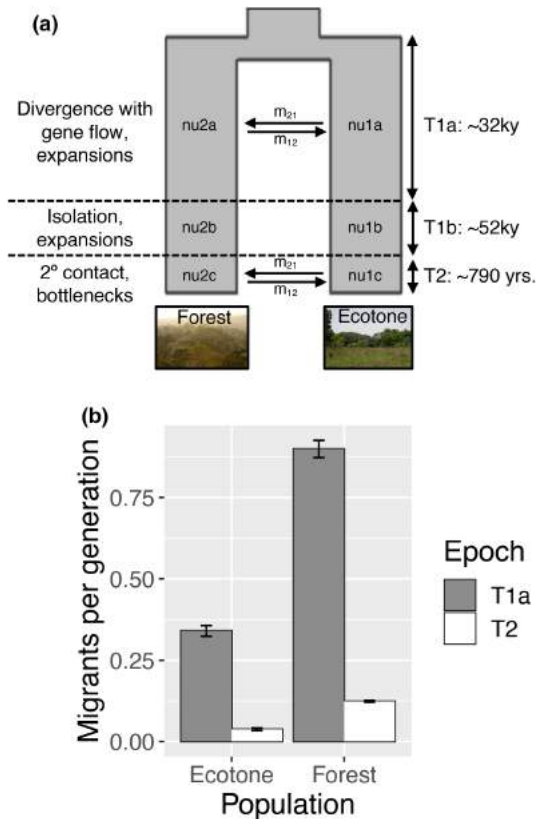 (a)
Divergence with
gene flow,
expansions
nu2a
m21
m12
nu1a
T1a: ~32ky
Isolation,
expansions
nu2b
nu1b
T1b: ~52ky
2º contact,
bottlenecks
nu2c
m21
m12
nu1c
T2: ~790 yrs.
Forest
Ecotone
(b)
Migrants per generation
0.75
0.50
0.25
0.00
Ecotone
Forest
Population
Epoch
T1a
T2